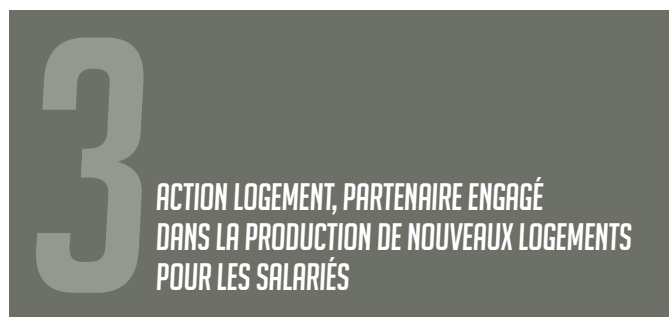 3
ACTION LOGEMENT, PARTENAIRE ENGAGÉ
DANS LA PRODUCTION DE NOUVEAUX LOGEMENTS
POUR LES SALARIÉS